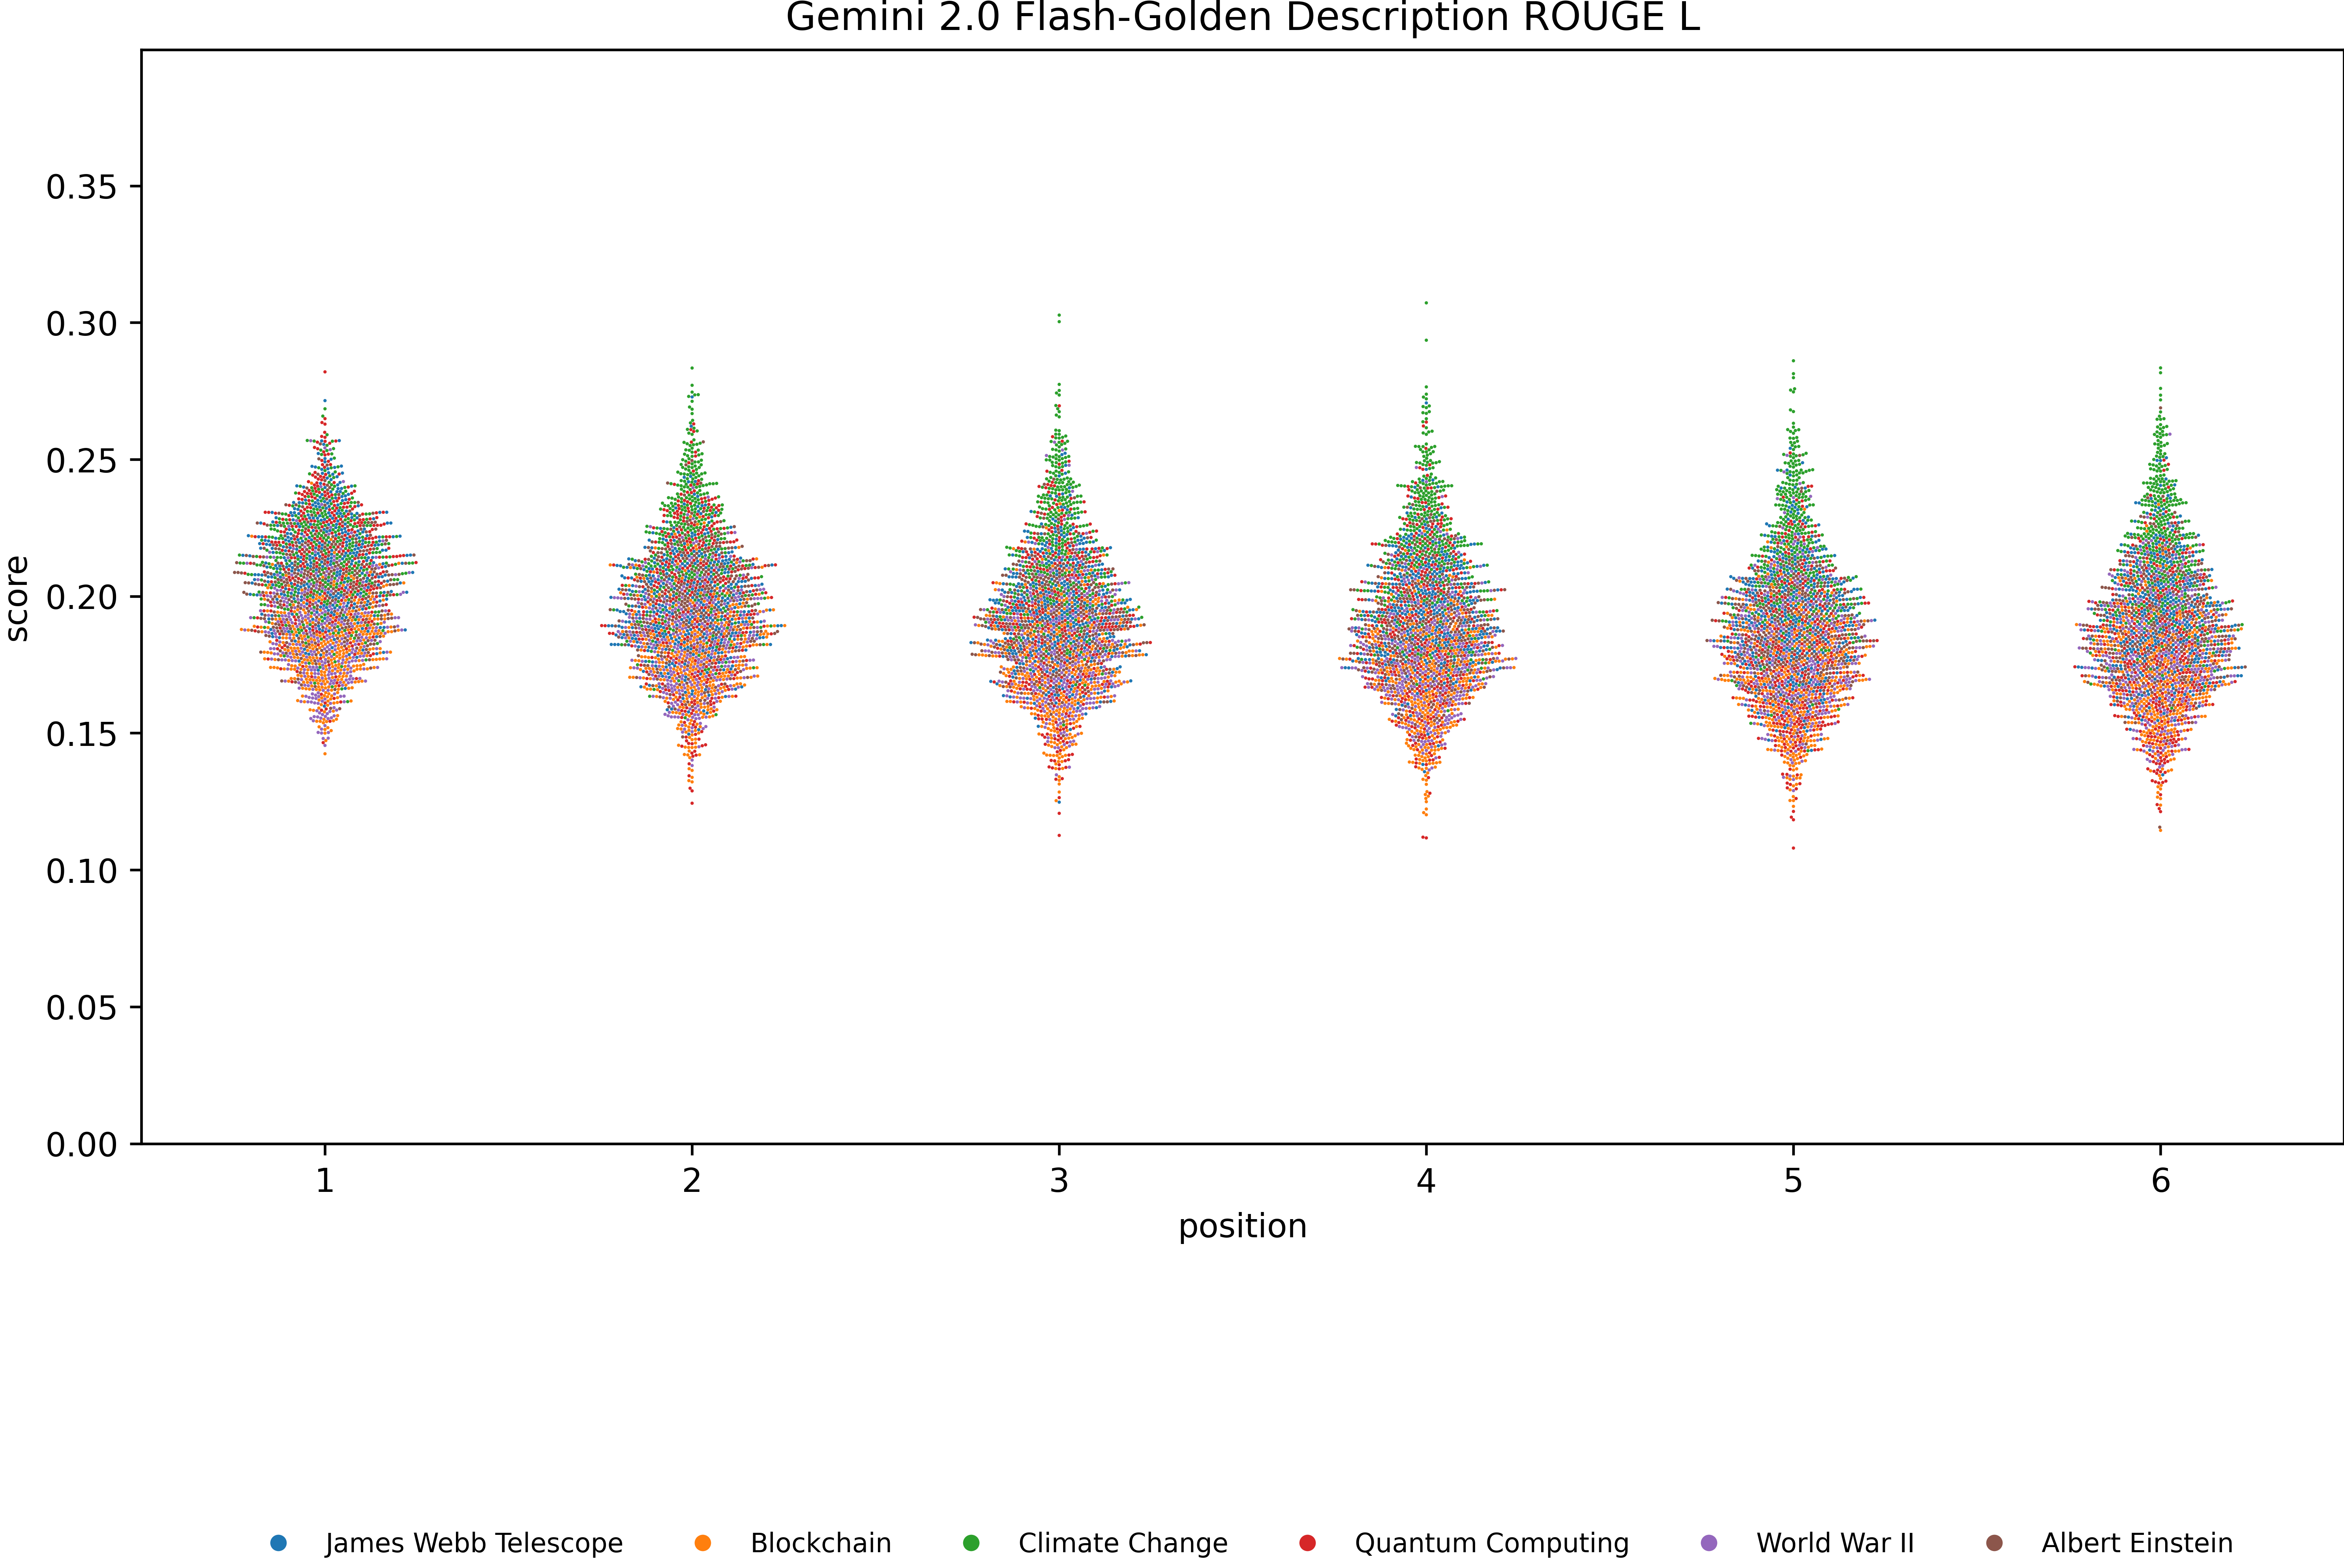 Gemini 2.0 Flash-Golden Description ROUGE L
0.35
0.30
0.25
0.20
0.15
0.10
0.05
0.00
score
1 2 3 4 5 6
position
James Webb Telescope Blockchain Climate Change Quantum Computing World War II Albert Einstein